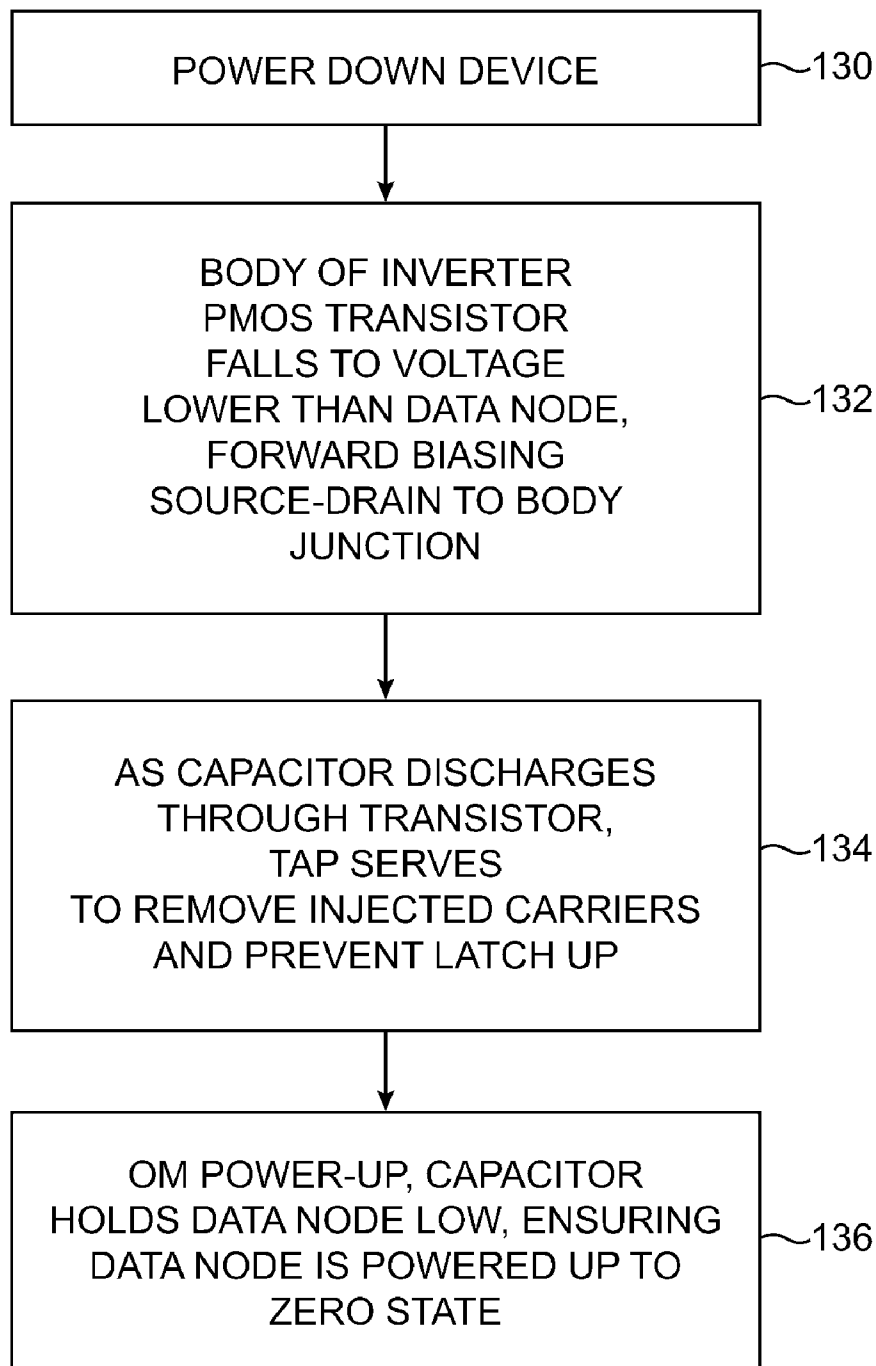 POWER DOWN DEVICE
130
BODY OF INVERTER
PMOS TRANSISTOR
FALLS TO VOLTAGE
LOWER THAN DATA NODE,
FORWARD BIASING
SOURCE-DRAIN TO BODY
JUNCTION
132
AS CAPACITOR DISCHARGES
THROUGH TRANSISTOR,
TAP SERVES
TO REMOVE INJECTED CARRIERS
AND PREVENT LATCH UP
134
OM POWER-UP, CAPACITOR
HOLDS DATA NODE LOW, ENSURING
DATA NODE IS POWERED UP TO
ZERO STATE
136